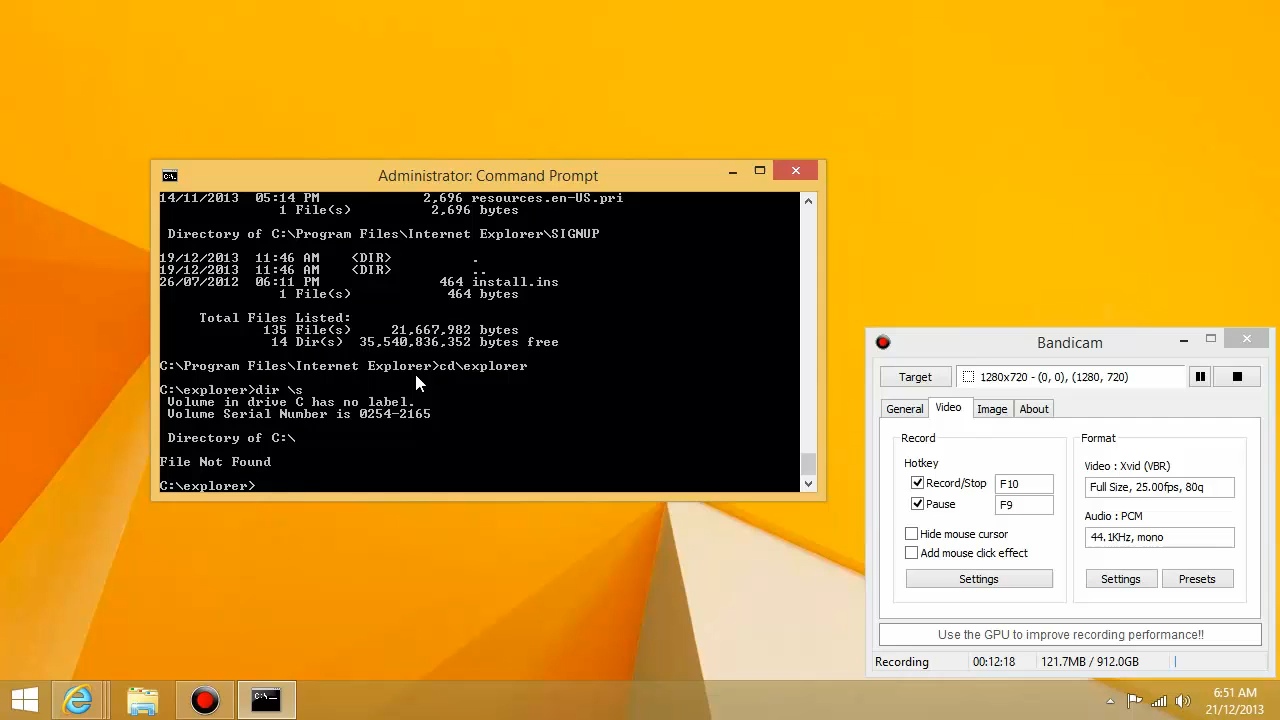 Administrator: Command Prompt
14/11/2013  05:14 PM             2,696 resources.en-US.pri
               1 File(s)          2,696 bytes
 Directory of C:\Program Files\Internet Explorer\SIGNUP
19/12/2013  11:46 AM    <DIR>          .
19/12/2013  11:46 AM    <DIR>          ..
26/07/2012  06:11 PM               464 install.ins
               1 File(s)            464 bytes
     Total Files Listed:
             135 File(s)     21,667,982 bytes
              14 Dir(s)  35,540,836,352 bytes free
C:\Program Files\Internet Explorer>cd\explorer
C:\explorer>dir \s
 Volume in drive C has no label.
 Volume Serial Number is 0254-2165
 Directory of C:\
File Not Found
C:\explorer>
Bandicam
Target
1280x720 - (0, 0), (1280, 720)
General Video Image About
Record
Hotkey
Record/Stop F10
Pause F9
Hide mouse cursor
Add mouse click effect
Settings
Format
Video : Xvid (VBR)
Full Size, 25.00fps, 80q
Audio : PCM
44.1KHz, mono
Settings Presets
Use the GPU to improve recording performance!!
Recording 00:12:18 121.7MB / 912.0GB
6:51 AM
21/12/2013